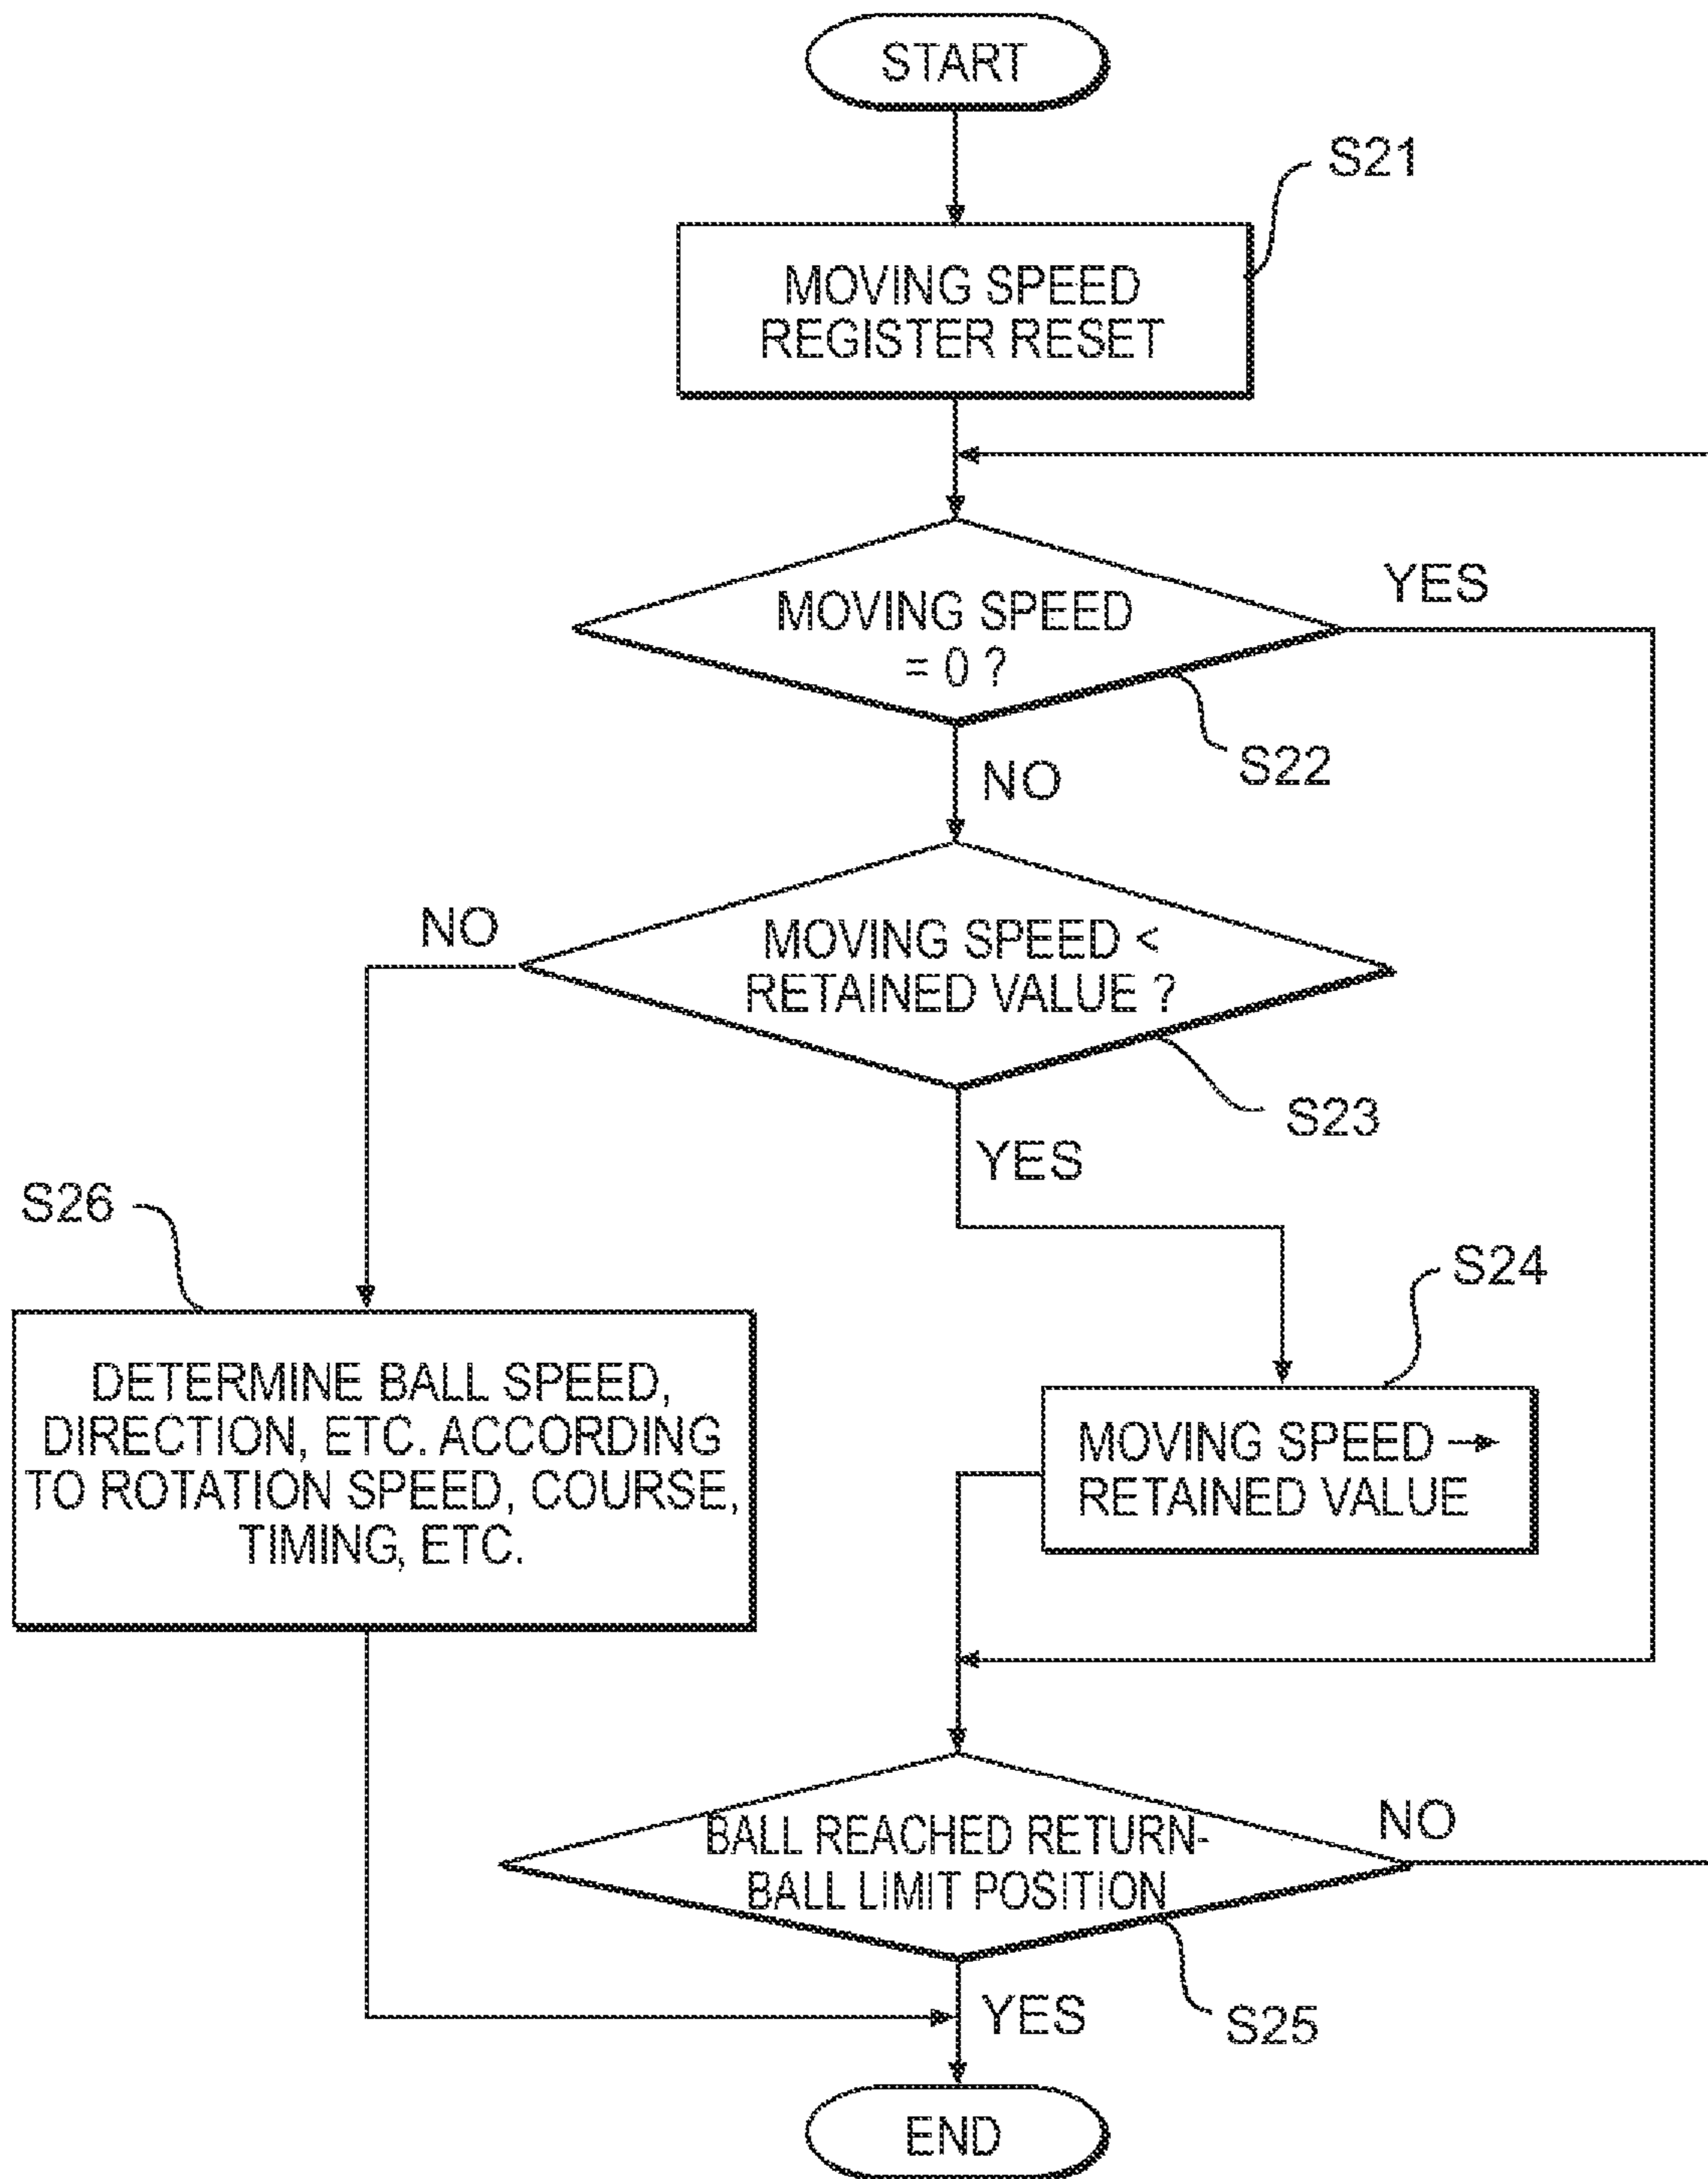 START
S21
MOVING SPEED
REGISTER RESET
YES
MOVING SPEED
= 0 ?
S22
NO
NO
MOVING SPEED <
RETAINED VALUE ?
S23
YES
S26
S24
DETERMINE BALL SPEED,
DIRECTION, ETC. ACCORDING
TO ROTATION SPEED, COURSE,
TIMING, ETC.
MOVING SPEED →
RETAINED VALUE
BALL REACHED RETURN-
BALL LIMIT POSITION
NO
YES
S25
END